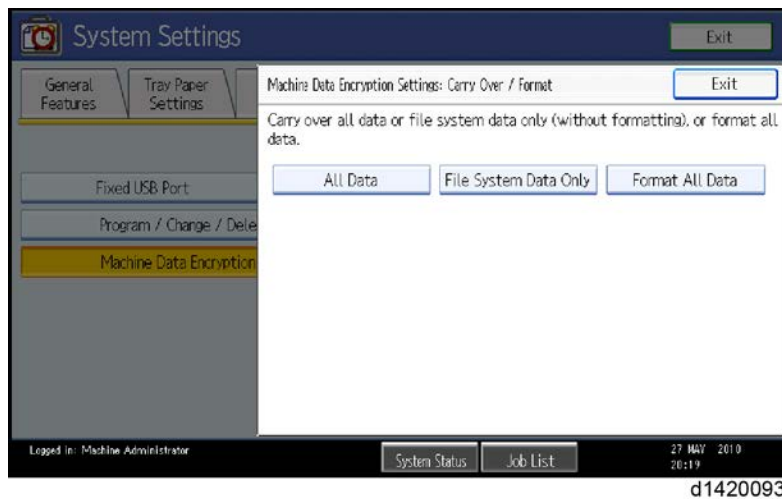 System Settings
Exit
General
Features
Tray Paper
Settings
Machine Data Encryption Settings: Carry Over / Format
Exit
Carry over all data or file system data only (without formatting), or format all
data.
All Data
File System Data Only
Format All Data
Fixed USB Port
Program / Change / Dele
Machine Data Encryption
Logged in: Machine Administrator
System Status
Job List
27 MAY 2010
20:19
d1420093